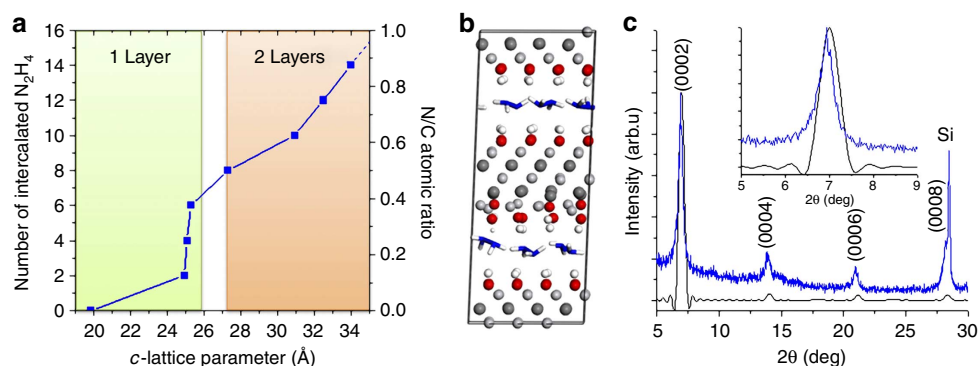 a
16
14
12
10
8
6
4
2
0
Number of intercalated N2H4
1 Layer
2 Layers
1.0
0.8
0.6
0.4
0.2
0.0
N/C atomic ratio
20 22 24 26 28 30 32 34
c-lattice parameter (Å)
b
c
Intensity (arb.u)
(0002)
(0004)
(0006)
(0008)
Si
5 6 7 8 9
2θ (deg)
5 10 15 20 25 30
2θ (deg)